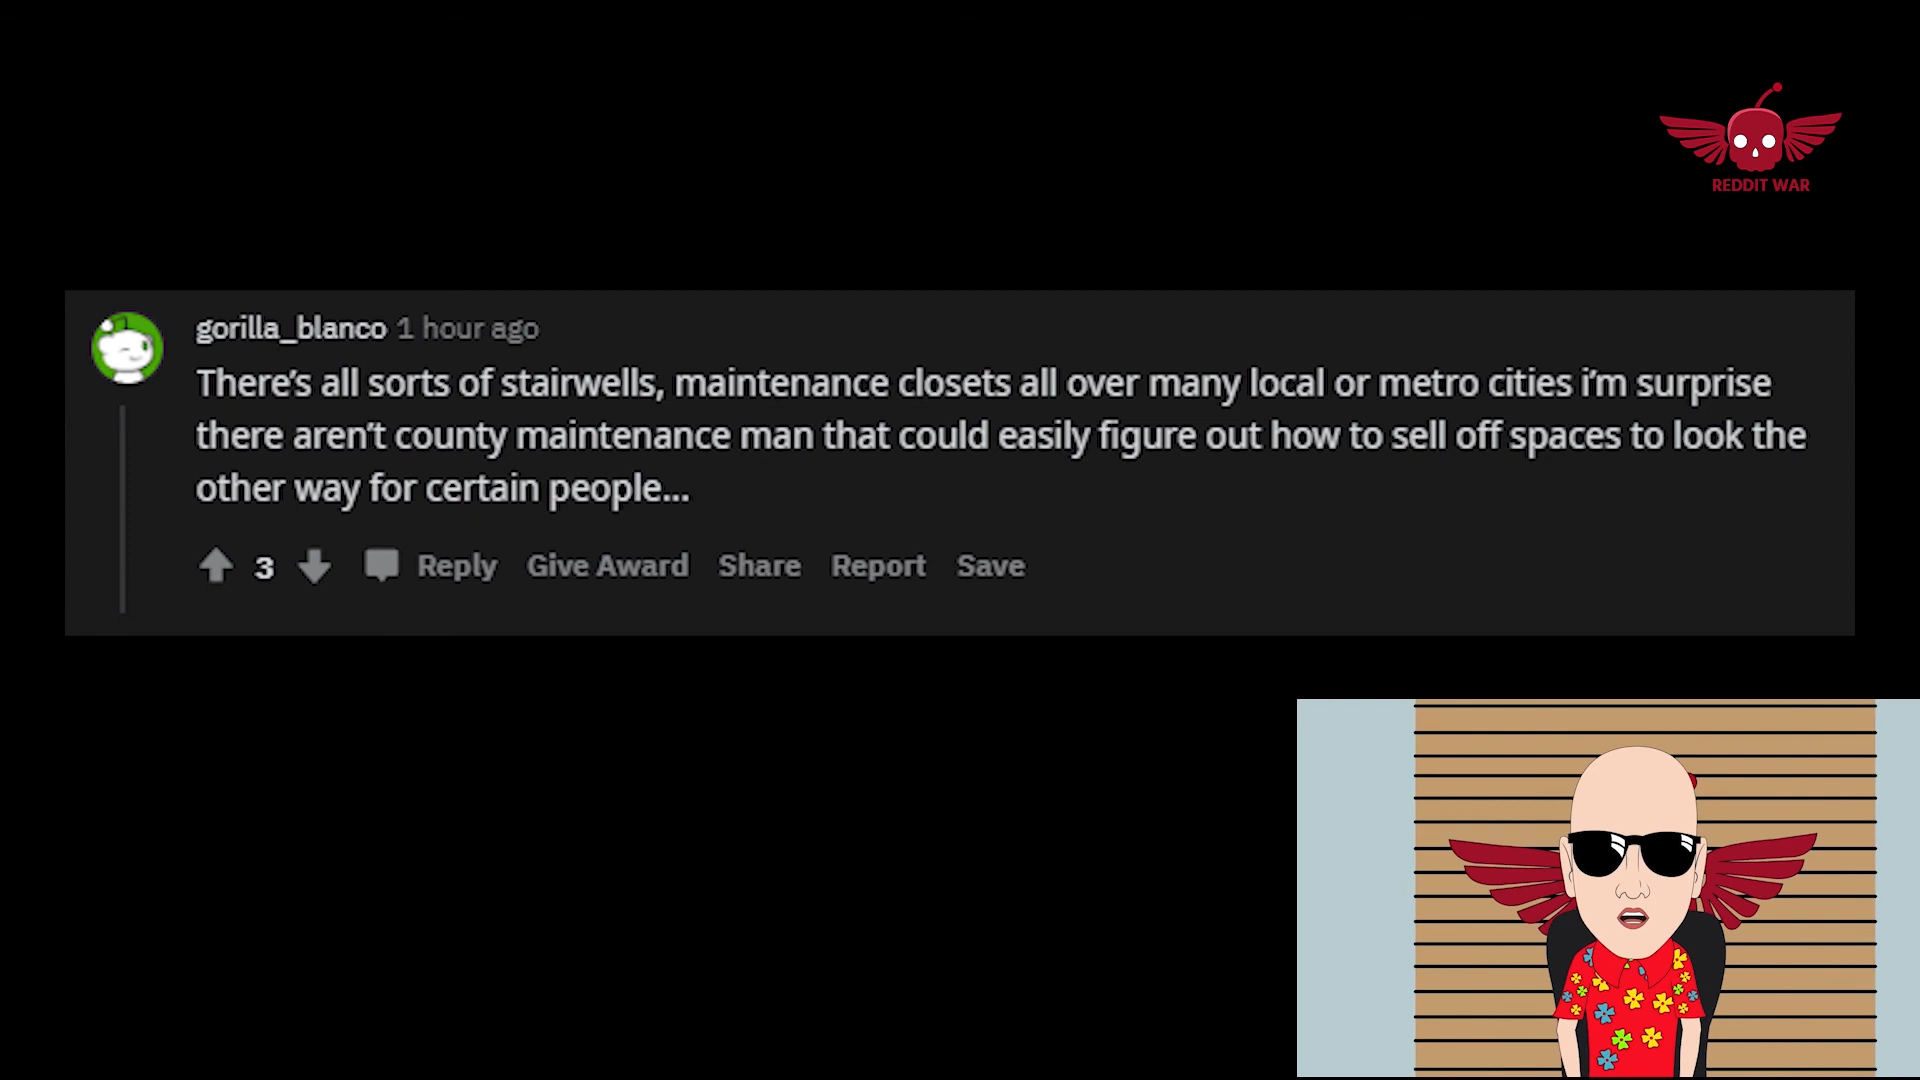 REDDIT WAR
gorilla_blanco 1 hour ago
There's all sorts of stairwells, maintenance closets all over many local or metro cities i'm surprise
there aren't county maintenance man that could easily figure out how to sell off spaces to look the
other way for certain people...
3 Reply Give Award Share Report Save